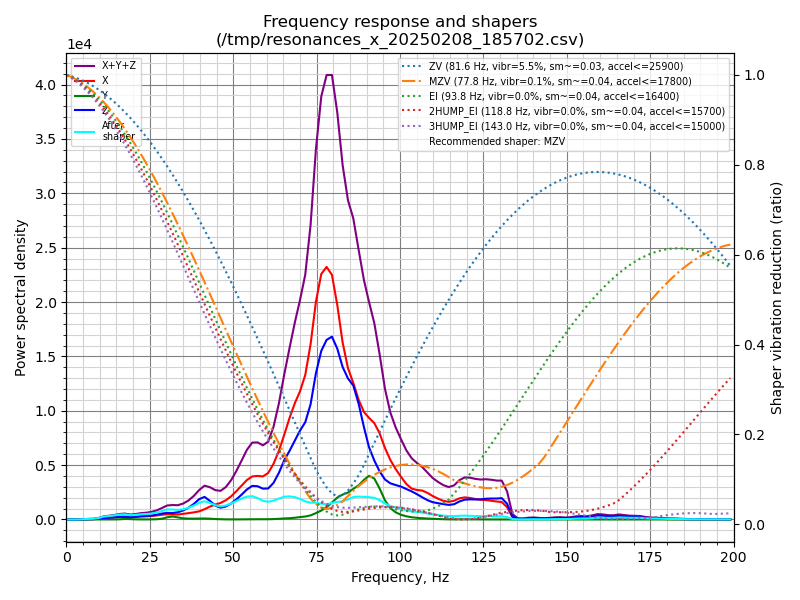 Frequency response and shapers
(/tmp/resonances_x_20250208_185702.csv)
1e4
X+Y+Z
X
Y
Z
After
shaper
ZV (81.6 Hz, vibr=5.5%, sm~=0.03, accel<=25900)
MZV (77.8 Hz, vibr=0.1%, sm~=0.04, accel<=17800)
EI (93.8 Hz, vibr=0.0%, sm~=0.04, accel<=16400)
2HUMP_EI (118.8 Hz, vibr=0.0%, sm~=0.04, accel<=15700)
3HUMP_EI (143.0 Hz, vibr=0.0%, sm~=0.04, accel<=15000)
Recommended shaper: MZV
Power spectral density
4.0
3.5
3.0
2.5
2.0
1.5
1.0
0.5
0.0
1.0
0.8
0.6
0.4
0.2
0.0
Shaper vibration reduction (ratio)
0 25 50 75 100 125 150 175 200
Frequency, Hz